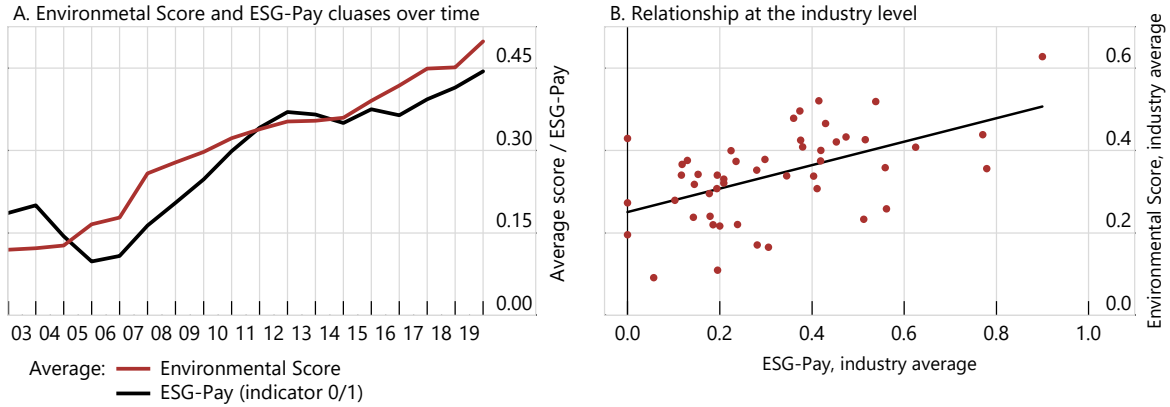 A. Environmetal Score and ESG-Pay cluases over time
0.45
0.30
0.15
0.00
Average score / ESG-Pay
03 04 05 06 07 08 09 10 11 12 13 14 15 16 17 18 19
Average:
Environmental Score
ESG-Pay (indicator 0/1)
B. Relationship at the industry level
0.6
0.4
0.2
0.0
Environmental Score, industry average
0.0 0.2 0.4 0.6 0.8 1.0
ESG-Pay, industry average